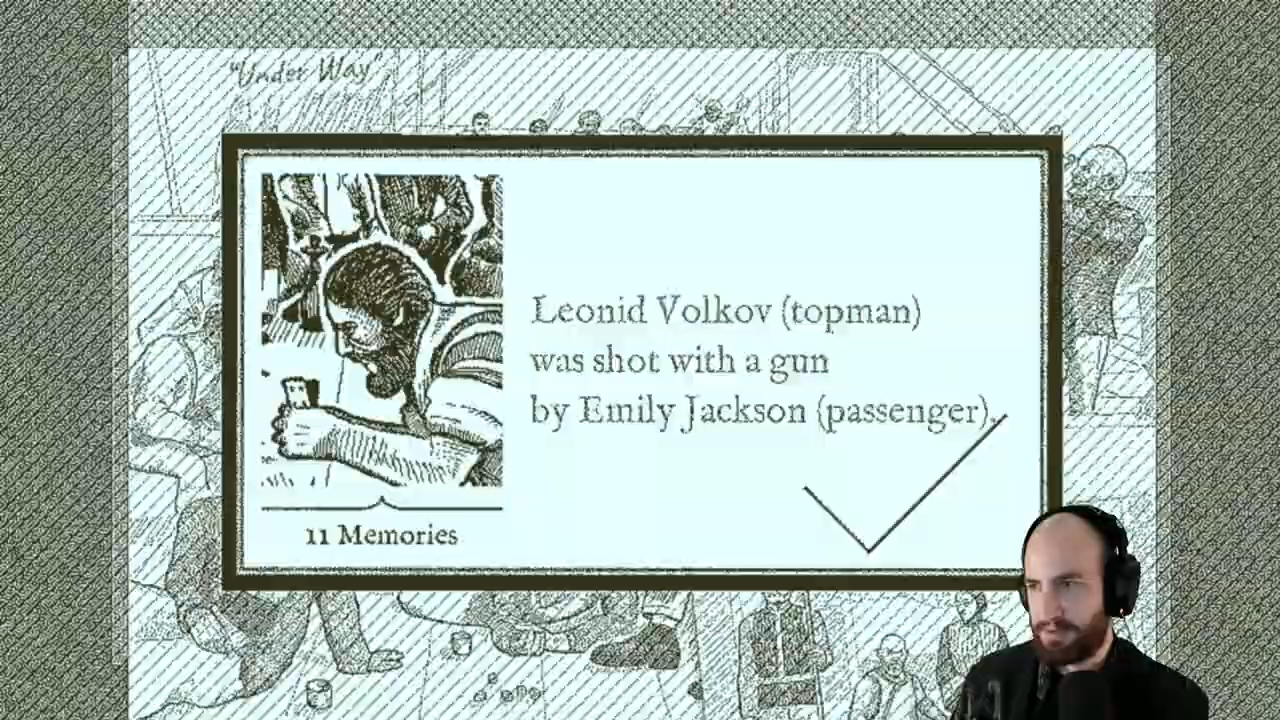 "Under Way"
Leonid Volkov (topman)
was shot with a gun
by Emily Jackson (passenger).
11 Memories